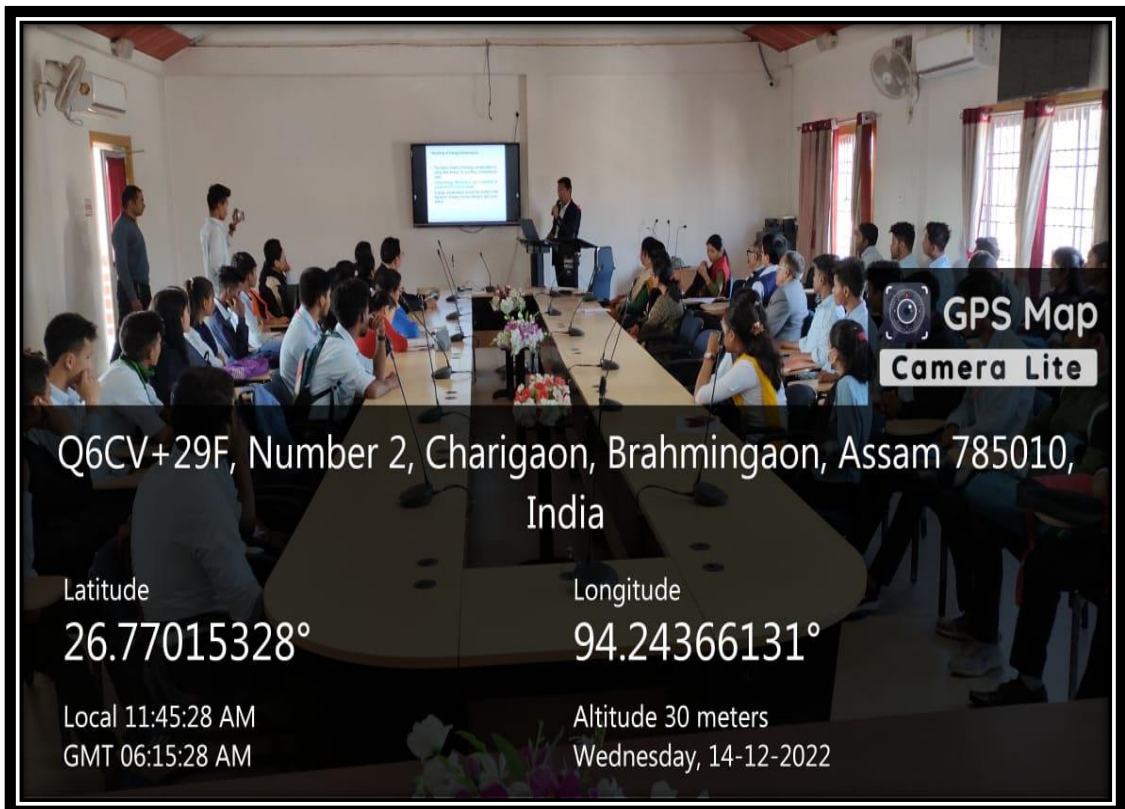 GPS Map
Camera Lite
Q6CV+29F, Number 2, Charigaon, Brahmingaon, Assam 785010,
India
Latitude
26.77015328°
Longitude
94.24366131°
Local 11:45:28 AM
GMT 06:15:28 AM
Altitude 30 meters
Wednesday, 14-12-2022